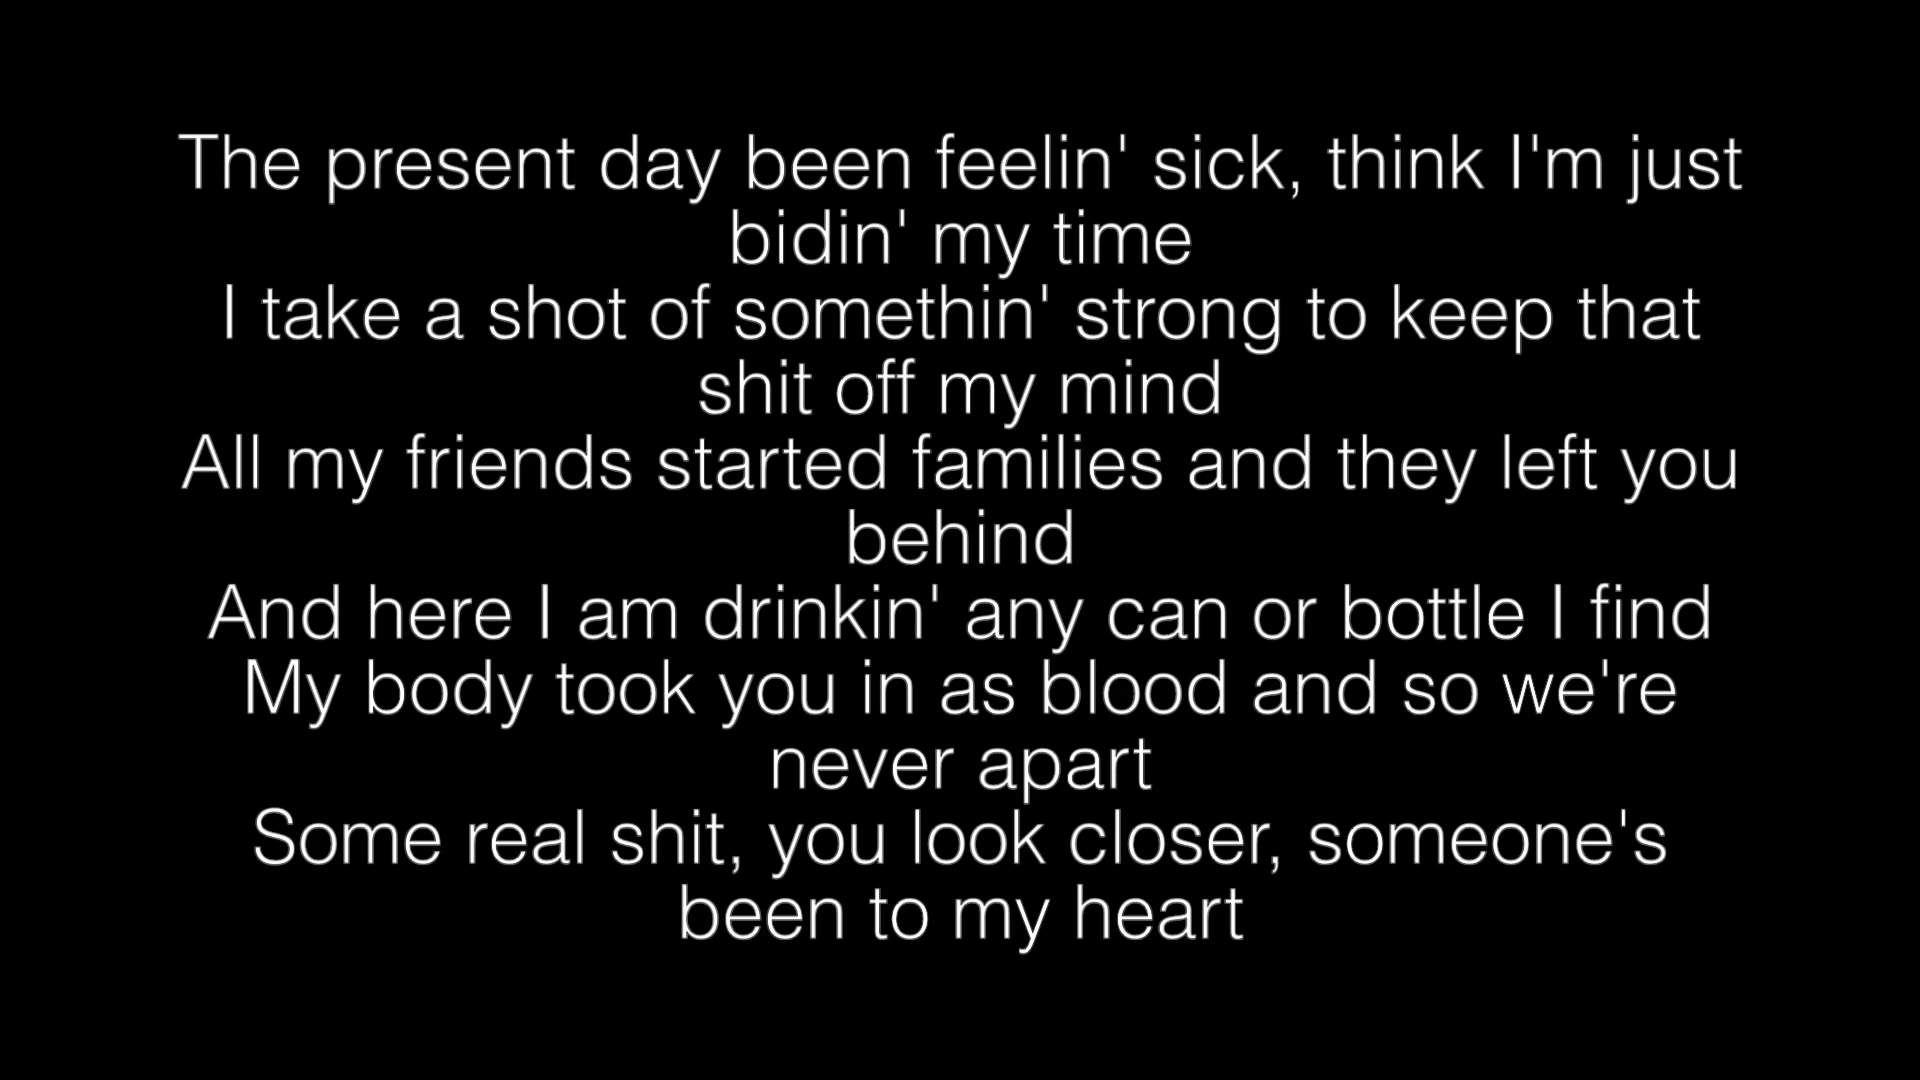 The present day been feelin' sick, think I'm just
bidin' my time
I take a shot of somethin' strong to keep that
shit off my mind
All my friends started families and they left you
behind
And here I am drinkin' any can or bottle I find
My body took you in as blood and so we're
never apart
Some real shit, you look closer, someone's
been to my heart